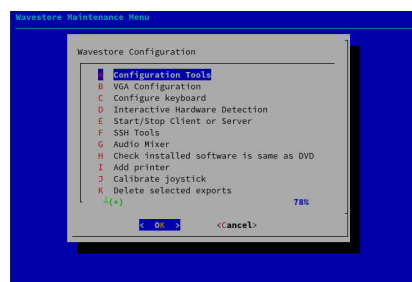 Wavestore Maintenance Menu
Wavestore Configuration
A Configuration Tools
B VGA Configuration
C Configure keyboard
D Interactive Hardware Detection
E Start/Stop Client or Server
F SSH Tools
G Audio Mixer
H Check installed software is same as DVD
I Add printer
J Calibrate joystick
K Delete selected exports
(+) 78%
< OK > <Cancel>